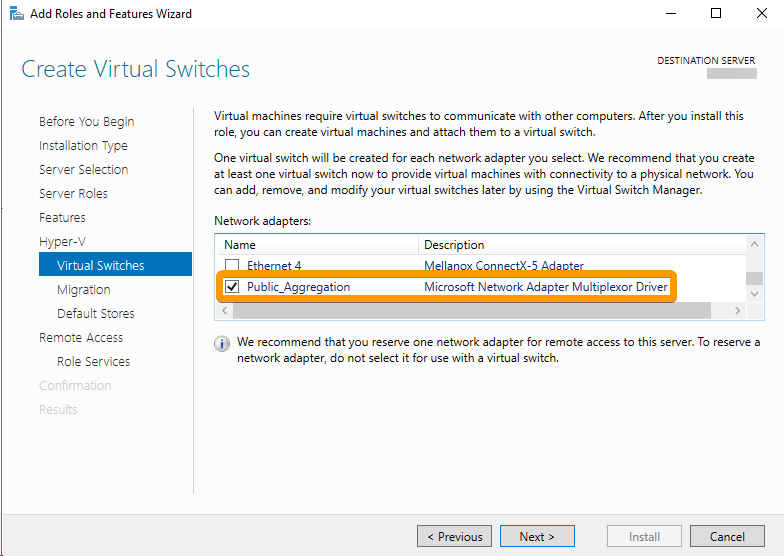 Add Roles and Features Wizard
Create Virtual Switches
DESTINATION SERVER
Before You Begin
Installation Type
Server Selection
Server Roles
Features
Hyper-V
Virtual Switches
Migration
Default Stores
Remote Access
Role Services
Confirmation
Results
Virtual machines require virtual switches to communicate with other computers. After you install this
role, you can create virtual machines and attach them to a virtual switch.
One virtual switch will be created for each network adapter you select. We recommend that you create
at least one virtual switch now to provide virtual machines with connectivity to a physical network. You
can add, remove, and modify your virtual switches later by using the Virtual Switch Manager.
Network adapters:
Name Description
Ethernet 4 Mellanox ConnectX-5 Adapter
Public_Aggregation Microsoft Network Adapter Multiplexor Driver
We recommend that you reserve one network adapter for remote access to this server. To reserve a
network adapter, do not select it for use with a virtual switch.
< Previous Next > Install Cancel